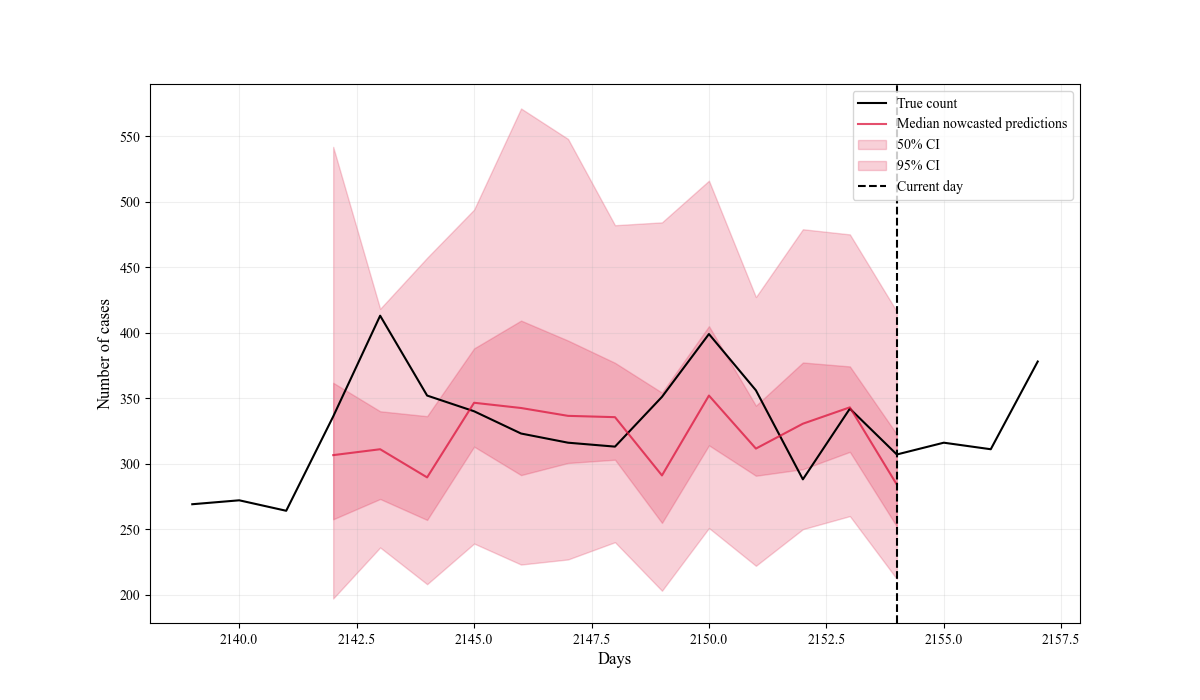 True count
Median nowcasted predictions
50% CI
95% CI
Current day
Number of cases
550
500
450
400
350
300
250
200
2140.0 2142.5 2145.0 2147.5 2150.0 2152.5 2155.0 2157.5
Days